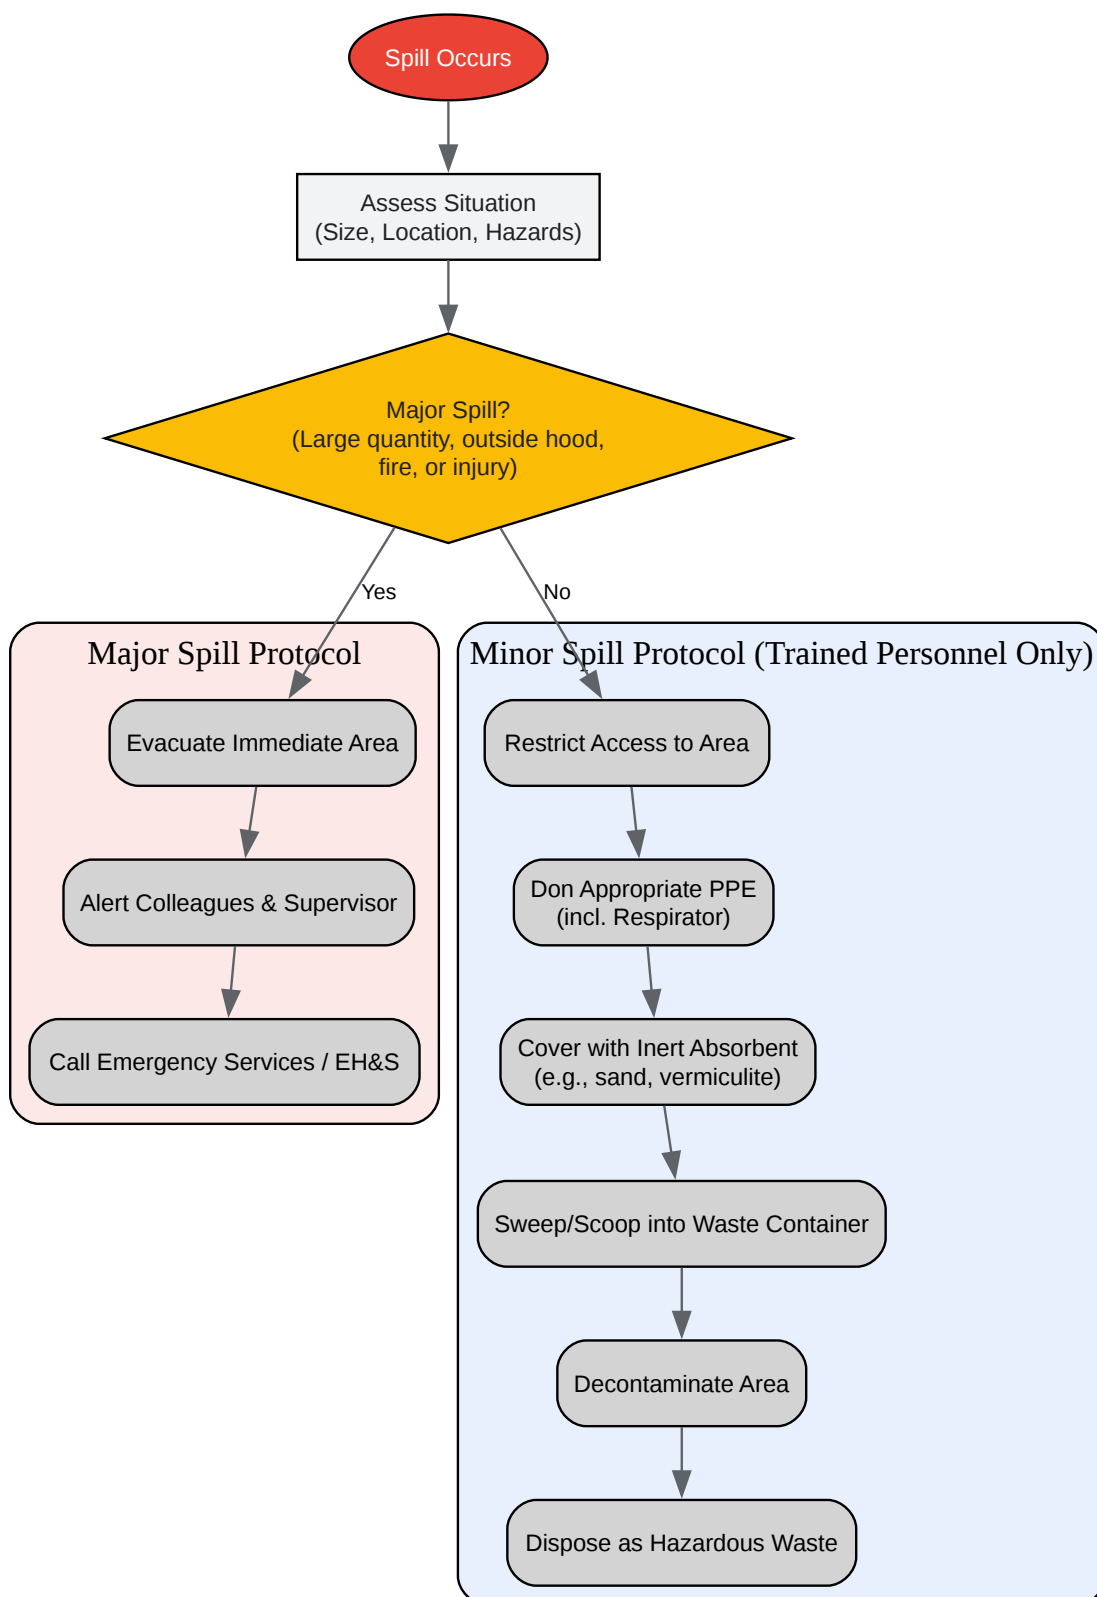 Spill Occurs
Assess Situation
(Size, Location, Hazards)
Major Spill?
(Large quantity, outside hood,
fire, or injury)
Yes
No
Major Spill Protocol
Evacuate Immediate Area
Alert Colleagues & Supervisor
Call Emergency Services / EH&S
Minor Spill Protocol (Trained Personnel Only)
Restrict Access to Area
Don Appropriate PPE
(incl. Respirator)
Cover with Inert Absorbent
(e.g., sand, vermiculite)
Sweep/Scoop into Waste Container
Decontaminate Area
Dispose as Hazardous Waste